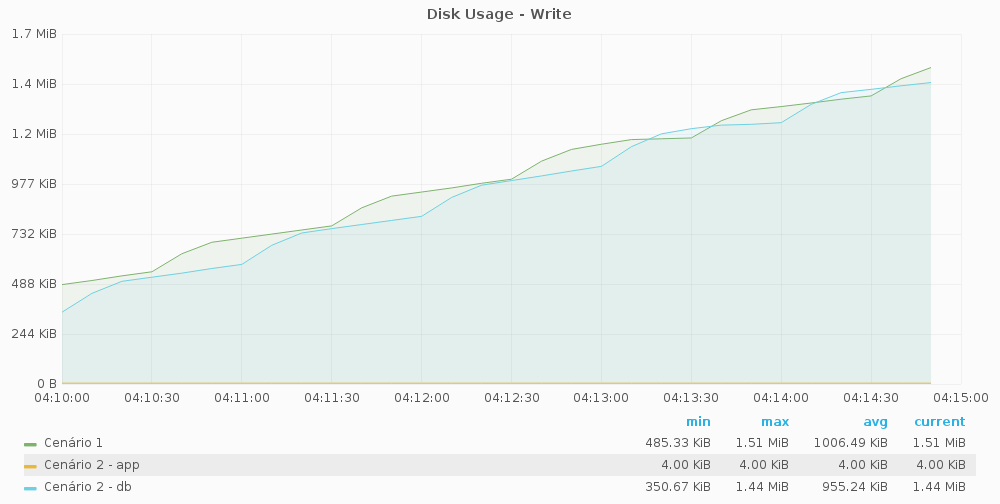 Disk Usage - Write
1.7 MiB
1.4 MiB
1.2 MiB
977 KiB
732 KiB
488 KiB
244 KiB
0 B
04:10:00 04:10:30 04:11:00 04:11:30 04:12:00 04:12:30 04:13:00 04:13:30 04:14:00 04:14:30 04:15:00
min max avg current
Cenário 1 485.33 KiB 1.51 MiB 1006.49 KiB 1.51 MiB
Cenário 2 - app 4.00 KiB 4.00 KiB 4.00 KiB 4.00 KiB
Cenário 2 - db 350.67 KiB 1.44 MiB 955.24 KiB 1.44 MiB